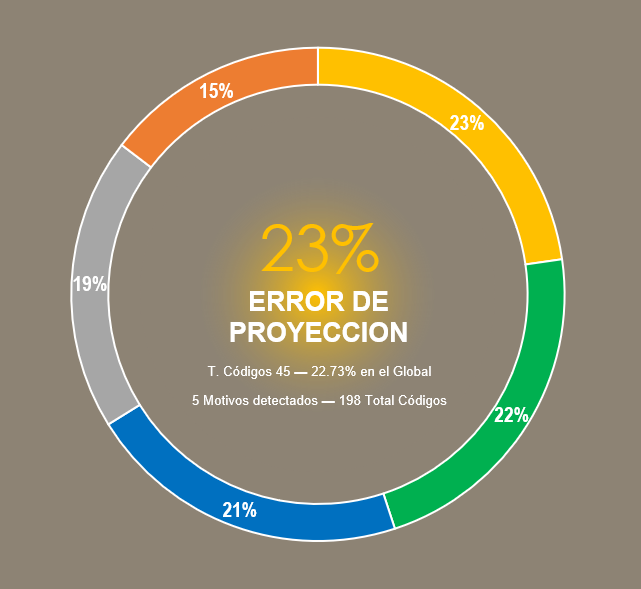 15%
23%
19%
23%
ERROR DE
PROYECCION
T. Códigos 45 — 22.73% en el Global
5 Motivos detectados — 198 Total Códigos
22%
21%